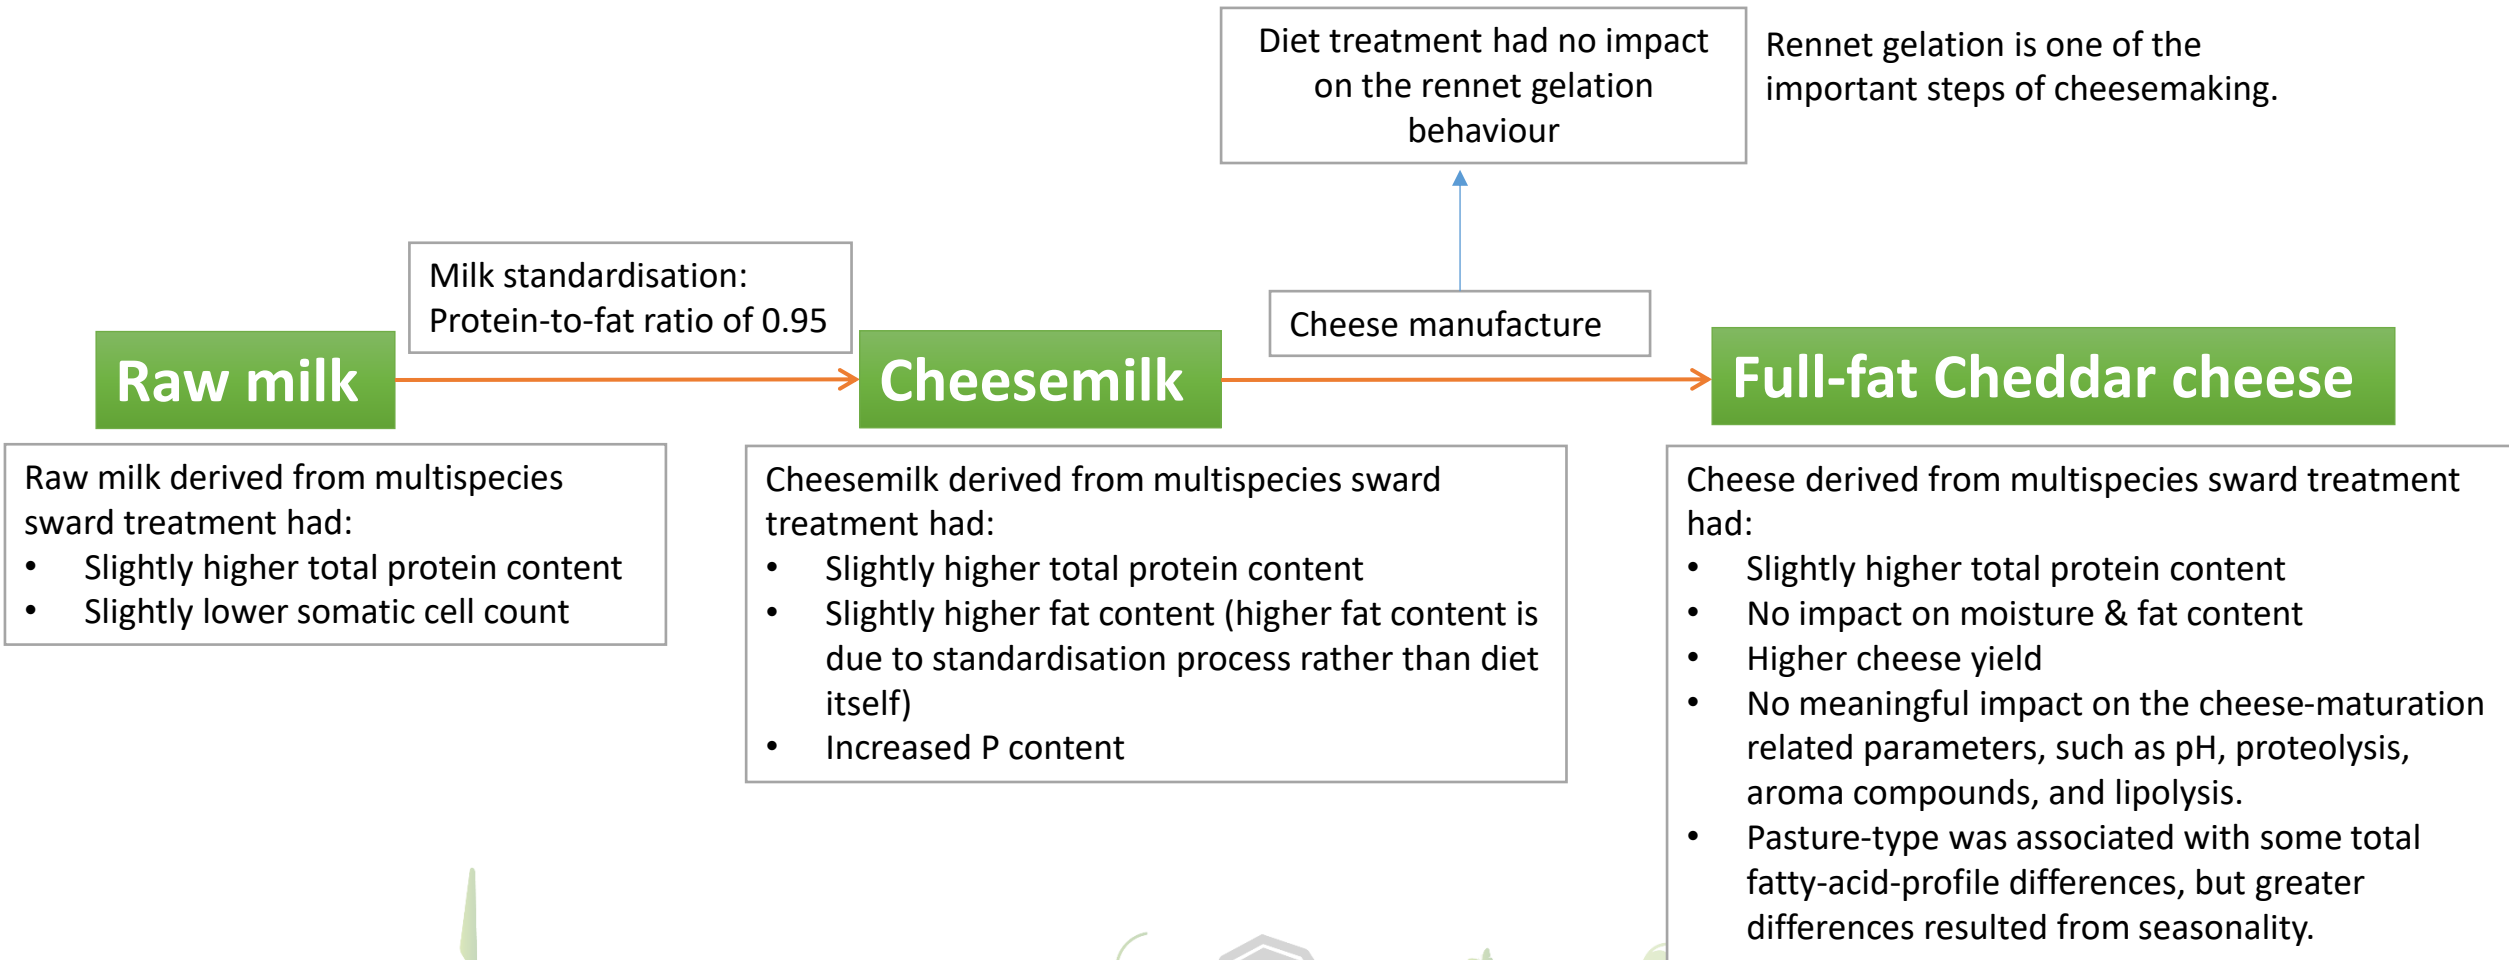 Diet treatment had no impact
on the rennet gelation
behaviour
Rennet gelation is one of the
important steps of cheesemaking.
Milk standardisation:
Protein-to-fat ratio of 0.95
Cheese manufacture
Raw milk
Cheesemilk
Full-fat Cheddar cheese
Raw milk derived from multispecies
sward treatment had:
• Slightly higher total protein content
• Slightly lower somatic cell count
Cheesemilk derived from multispecies sward
treatment had:
• Slightly higher total protein content
• Slightly higher fat content (higher fat content is
due to standardisation process rather than diet
itself)
• Increased P content
Cheese derived from multispecies sward treatment
had:
• Slightly higher total protein content
• No impact on moisture & fat content
• Higher cheese yield
• No meaningful impact on the cheese-maturation
related parameters, such as pH, proteolysis,
aroma compounds, and lipolysis.
• Pasture-type was associated with some total
fatty-acid-profile differences, but greater
differences resulted from seasonality.